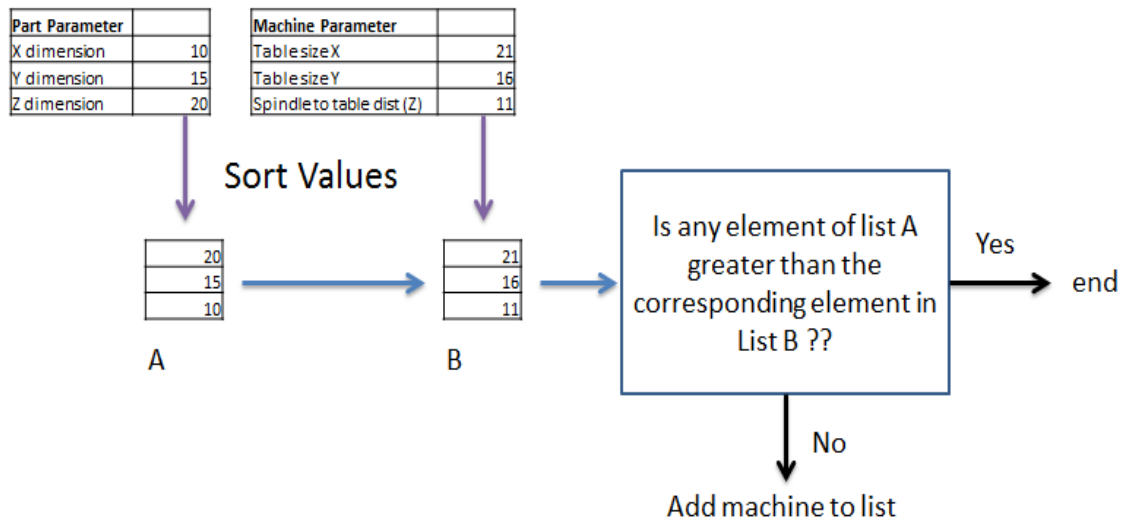 Part Parameter
X dimension 10
Y dimension 15
Z dimension 20
Machine Parameter
Table size X 21
Table size Y 16
Spindle to table dist (Z) 11
Sort Values
20
15
10
A
21
16
11
B
Is any element of list A
greater than the
corresponding element in
List B ??
Yes
end
No
Add machine to list